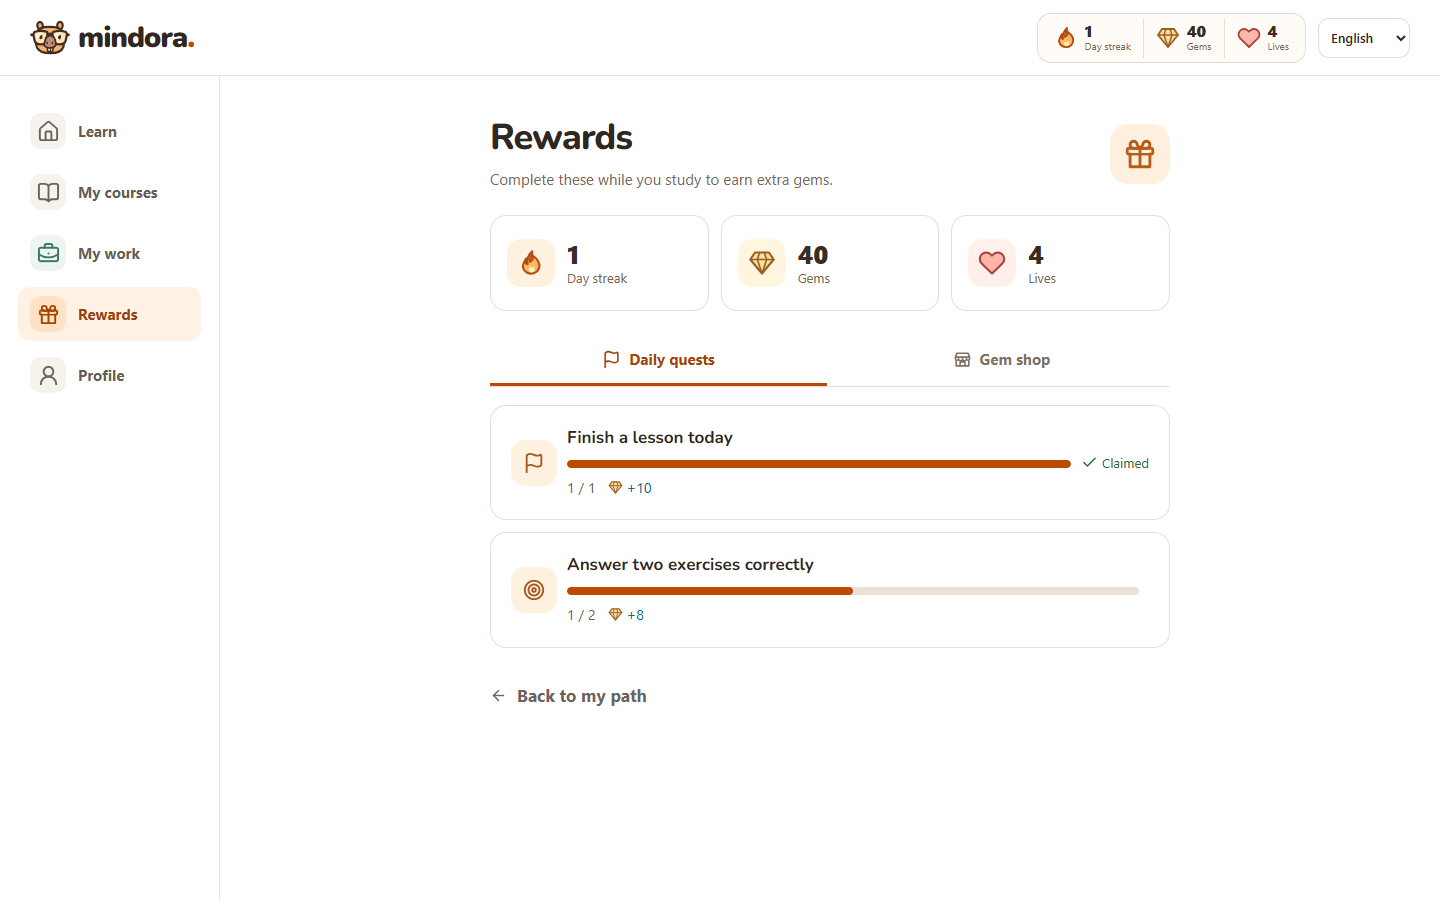 mindora.
1
Day streak
40
Gems
4
Lives
English
Learn
My courses
My work
Rewards
Profile
Rewards
Complete these while you study to earn extra gems.
1
Day streak
40
Gems
4
Lives
Daily quests
Gem shop
Finish a lesson today
Claimed
1 / 1 +10
Answer two exercises correctly
1 / 2 +8
Back to my path